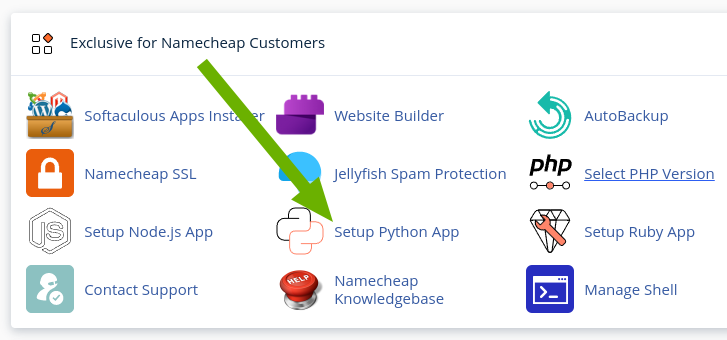 Exclusive for Namecheap Customers
Softaculous Apps Installer
Website Builder
AutoBackup
Namecheap SSL
Jellyfish Spam Protection
php
Select PHP Version
JS
Setup Node.js App
Setup Python App
Setup Ruby App
Contact Support
HELP
Namecheap
Knowledgebase
Manage Shell